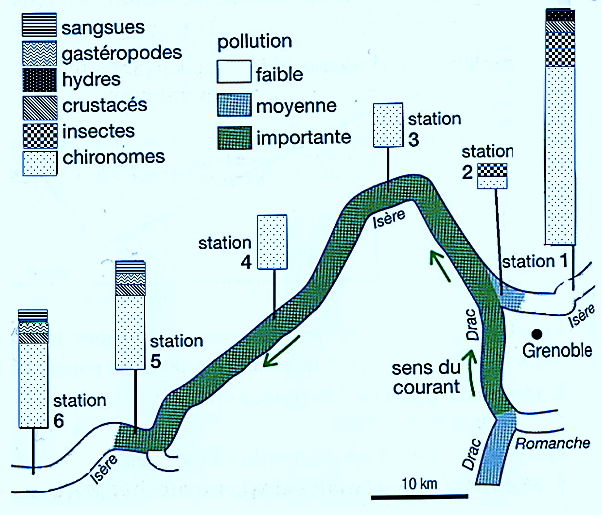 sangsues
gastéropodes
hydres
crustacés
insectes
chironomes
pollution
faible
moyenne
importante
station
3
station
2
station 1
station
4
station
5
station
6
Isère
Isère
Isère
Drac
Drac
Grenoble
Romanche
sens du
courant
10 km